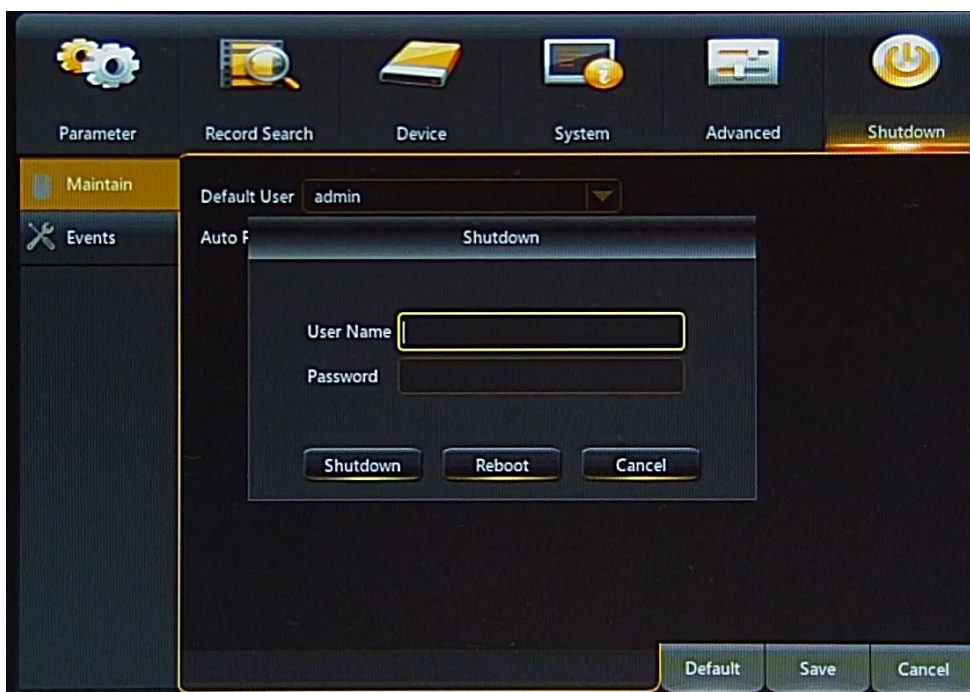 Parameter Record Search Device System Advanced Shutdown
Maintain
Events
Default User admin
Auto
Shutdown
User Name
Password
Shutdown Reboot Cancel
Default Save Cancel